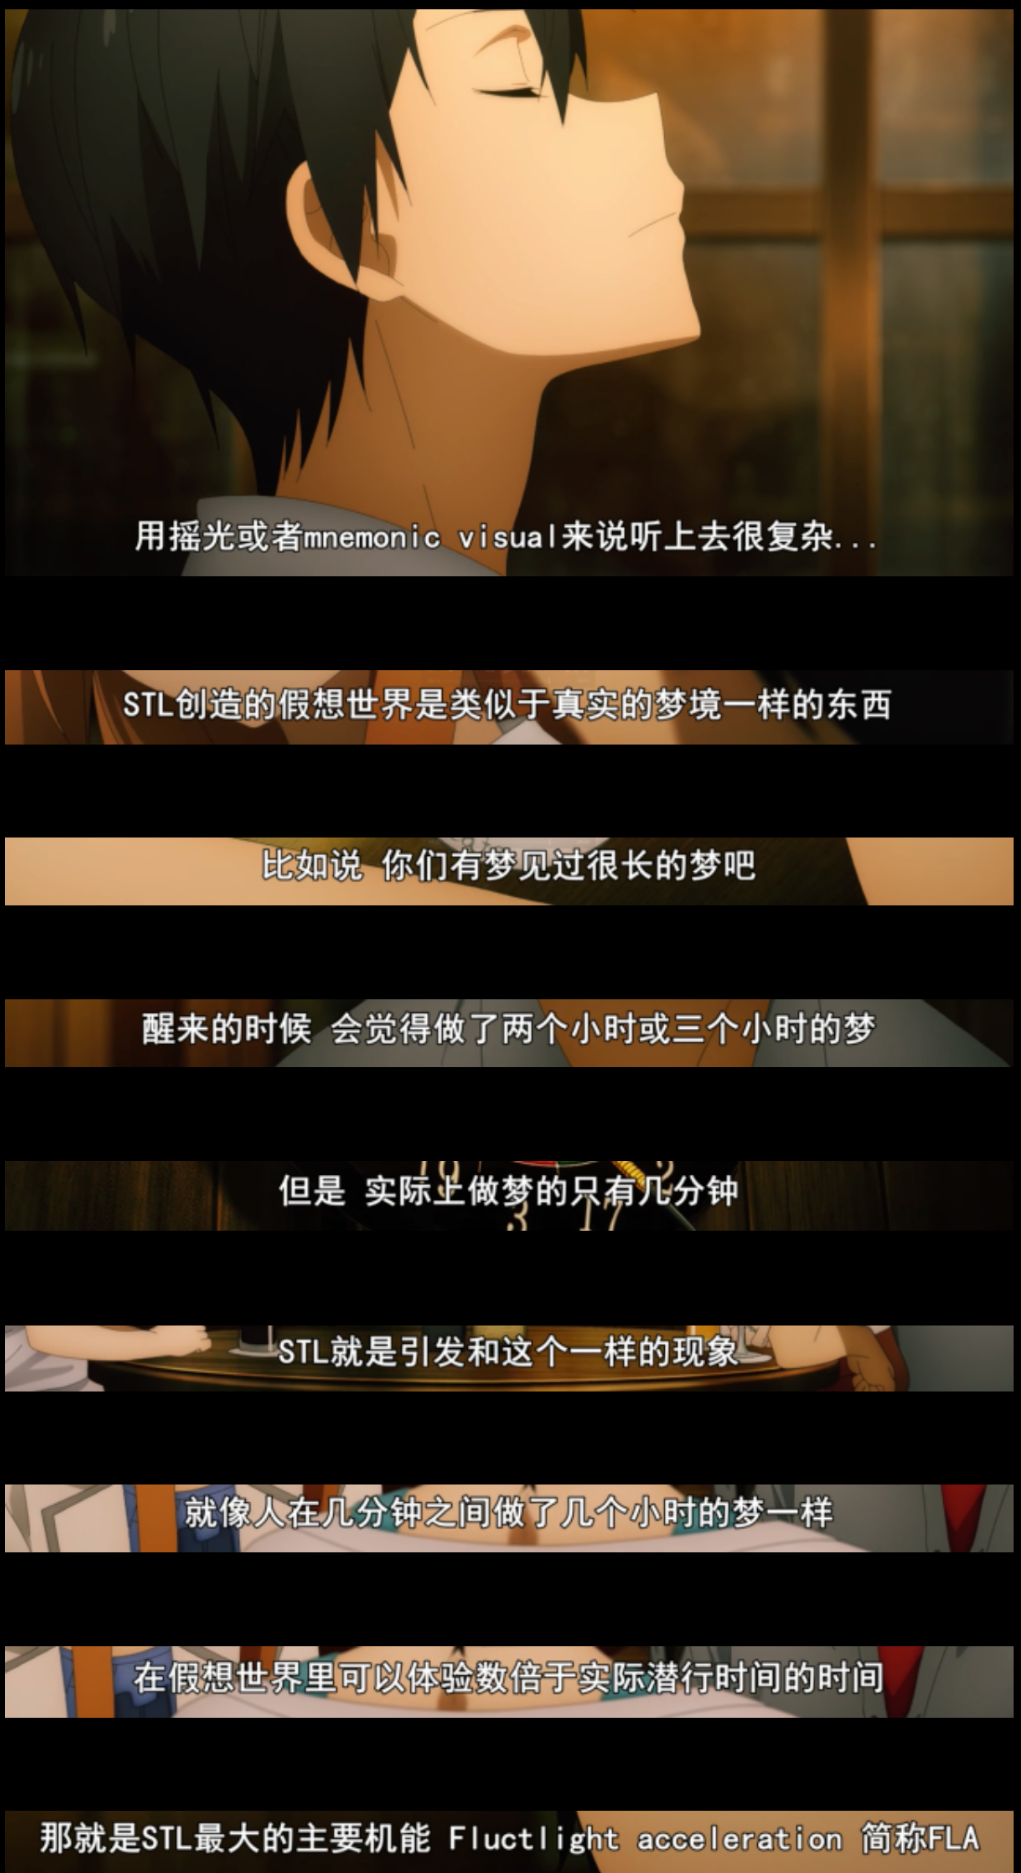 用摇光或者mnemonic visual来说听上去很复杂...
STL创造的假想世界是类似于真实的梦境一样的东西
比如说 你们有梦见过很长的梦吧
醒来的时候 会觉得做了两个小时或三个小时的梦
19 2
但是 实际上做梦的只有几分钟
3 17
STL就是引发和这个一样的现象
就像人在几分钟之间做了几个小时的梦一样
在假想世界里可以体验数倍于实际潜行时间的时间
那就是STL最大的主要机能 Fluctlight acceleration 简称FLA